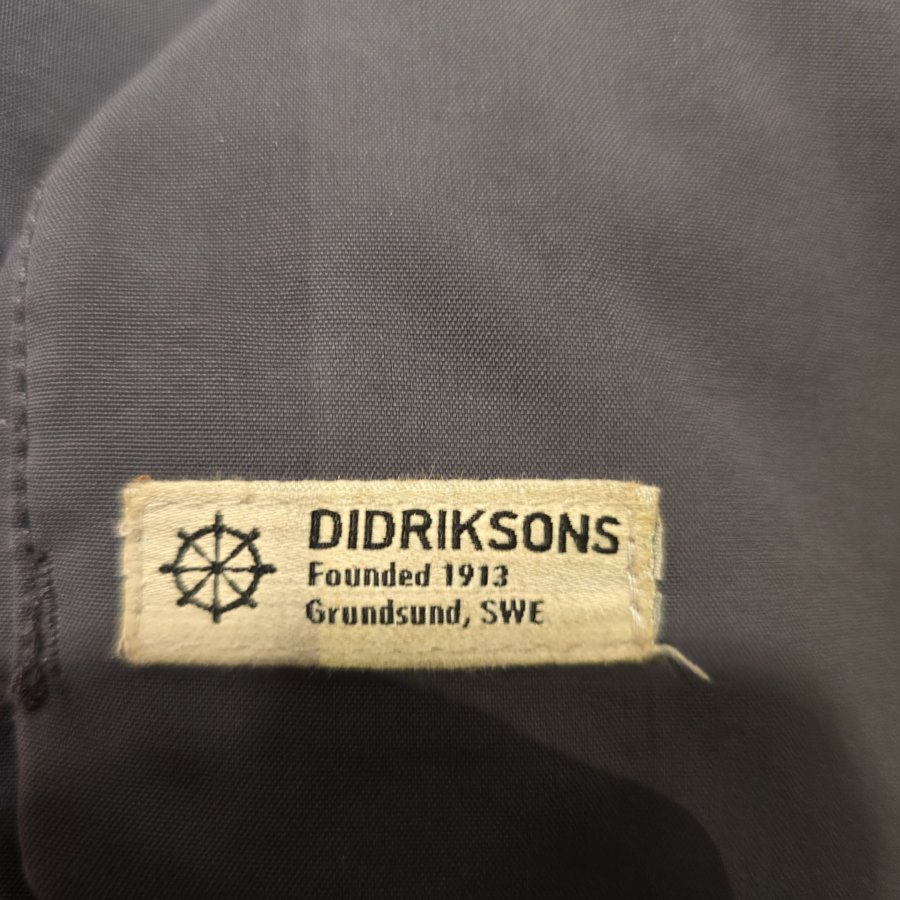 DIDRIKSONS
Founded 1913
Grundsund, SWE